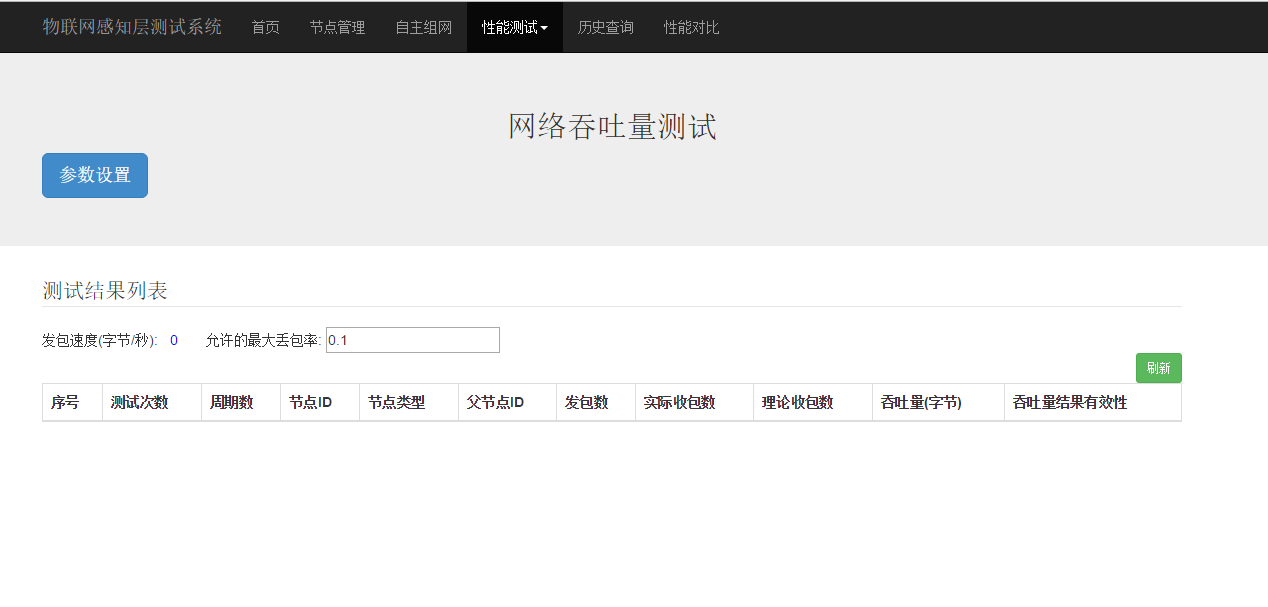 物联网感知层测试系统 首页 节点管理 自主组网 性能测试 历史查询 性能对比
网络吞吐量测试
参数设置
测试结果列表
发包速度(字节/秒): 0 允许的最大丢包率: 0.1
刷新
序号 测试次数 周期数 节点ID 节点类型 父节点ID 发包数 实际收包数 理论收包数 吞吐量(字节) 吞吐量结果有效性